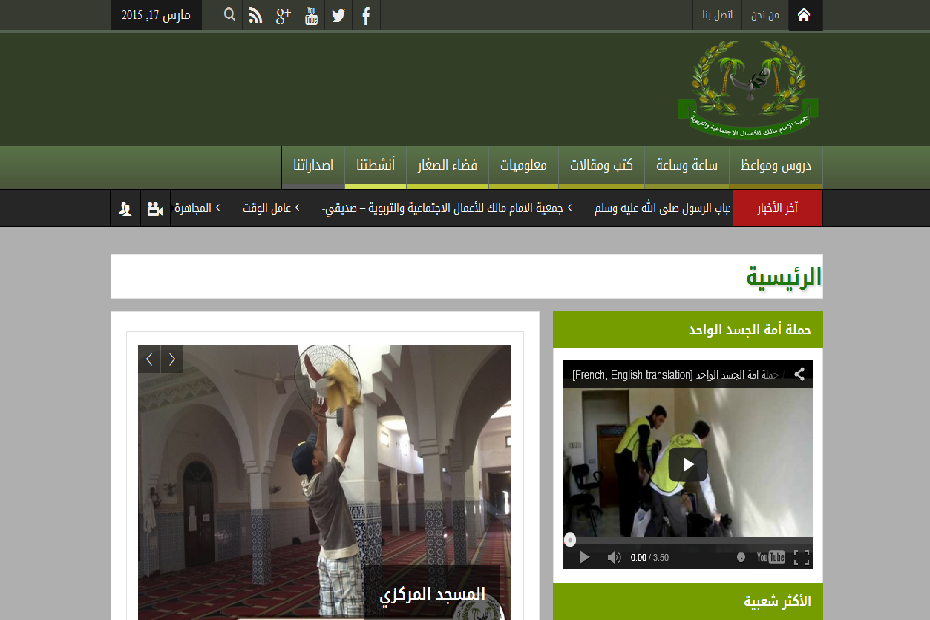 من نحن
اتصل بنا
مارس 17, 2015
جمعية الإمام مالك للأعمال الاجتماعية والتربوية
دروس ومواعظ
ساعة وساعة
كتب ومقالات
معلوميات
فضاء الصغار
أنشطتنا
اصداراتنا
آخر الأخبار
باب الرسول صلى الله عليه وسلم
جمعية الامام مالك للأعمال الاجتماعية والتربوية – صديقي-
عامل الوقت
المجاهرة
الرئيسية
حملة أمة الجسد الواحد
[French, English translation] حملة أمة الجسد الواحد
0:00 / 3:50
YouTube
المسجد المركزي
الأكثر شعبية